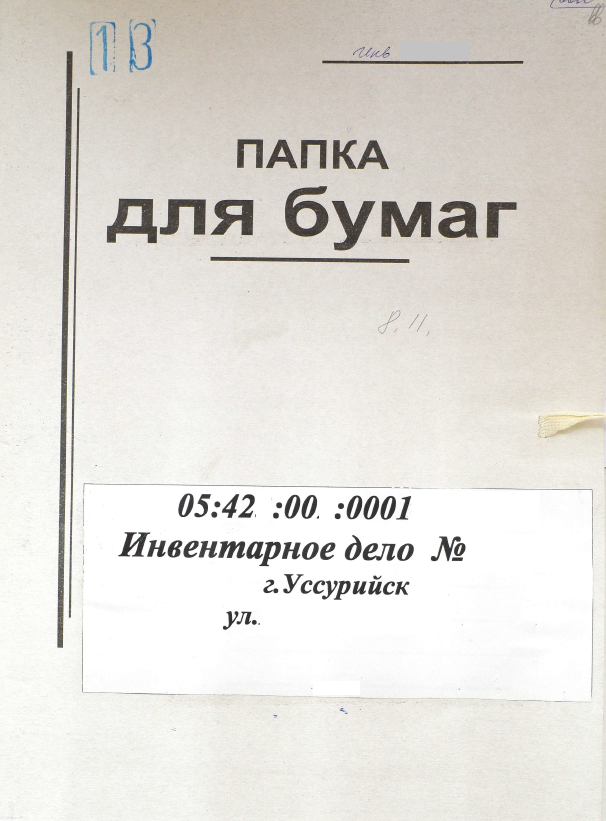 13
инв
ПАПКА
для бумаг
8.11.
05:42 :00 :0001
Инвентарное дело №
г.Уссурийск
ул.